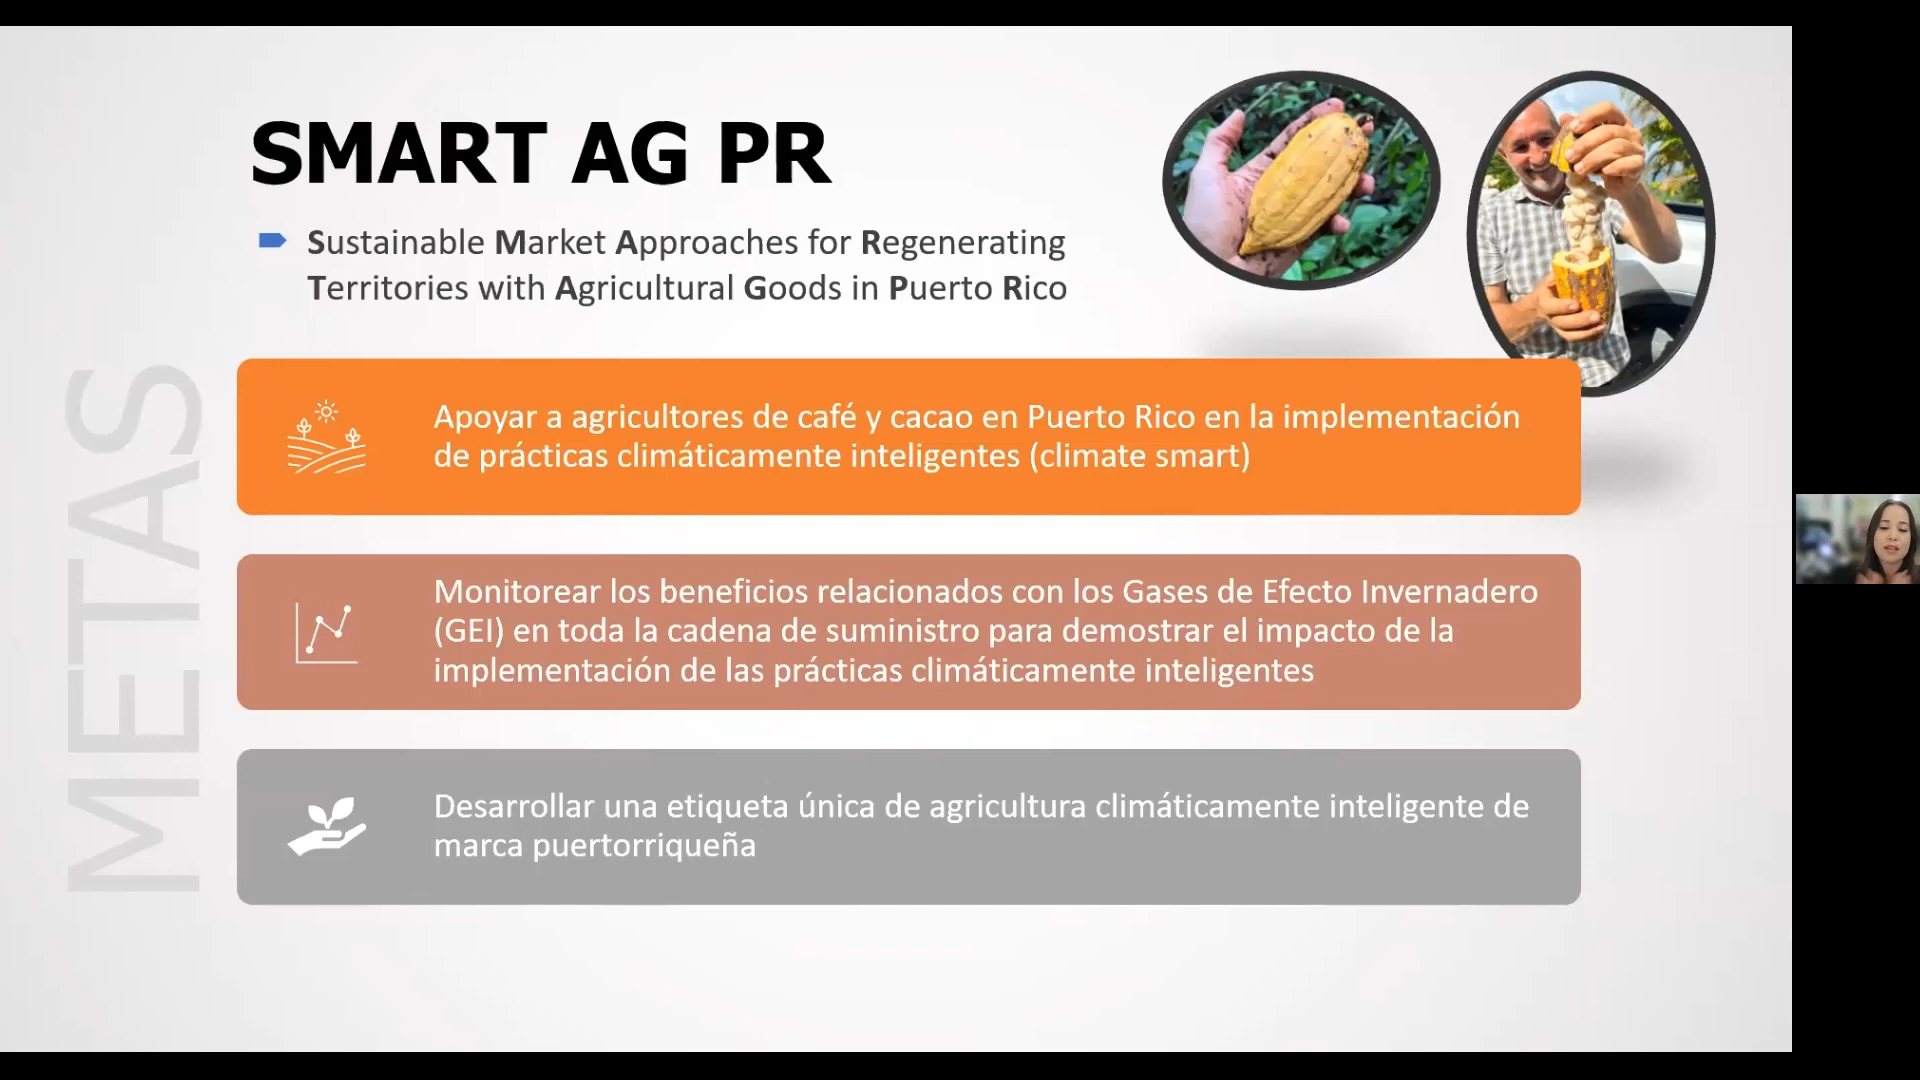 SMART AG PR
Sustainable Market Approaches for Regenerating
Territories with Agricultural Goods in Puerto Rico
METAS
Apoyar a agricultores de café y cacao en Puerto Rico en la implementación
de prácticas climáticamente inteligentes (climate smart)
Monitorear los beneficios relacionados con los Gases de Efecto Invernadero
(GEI) en toda la cadena de suministro para demostrar el impacto de la
implementación de las prácticas climáticamente inteligentes
Desarrollar una etiqueta única de agricultura climáticamente inteligente de
marca puertorriqueña